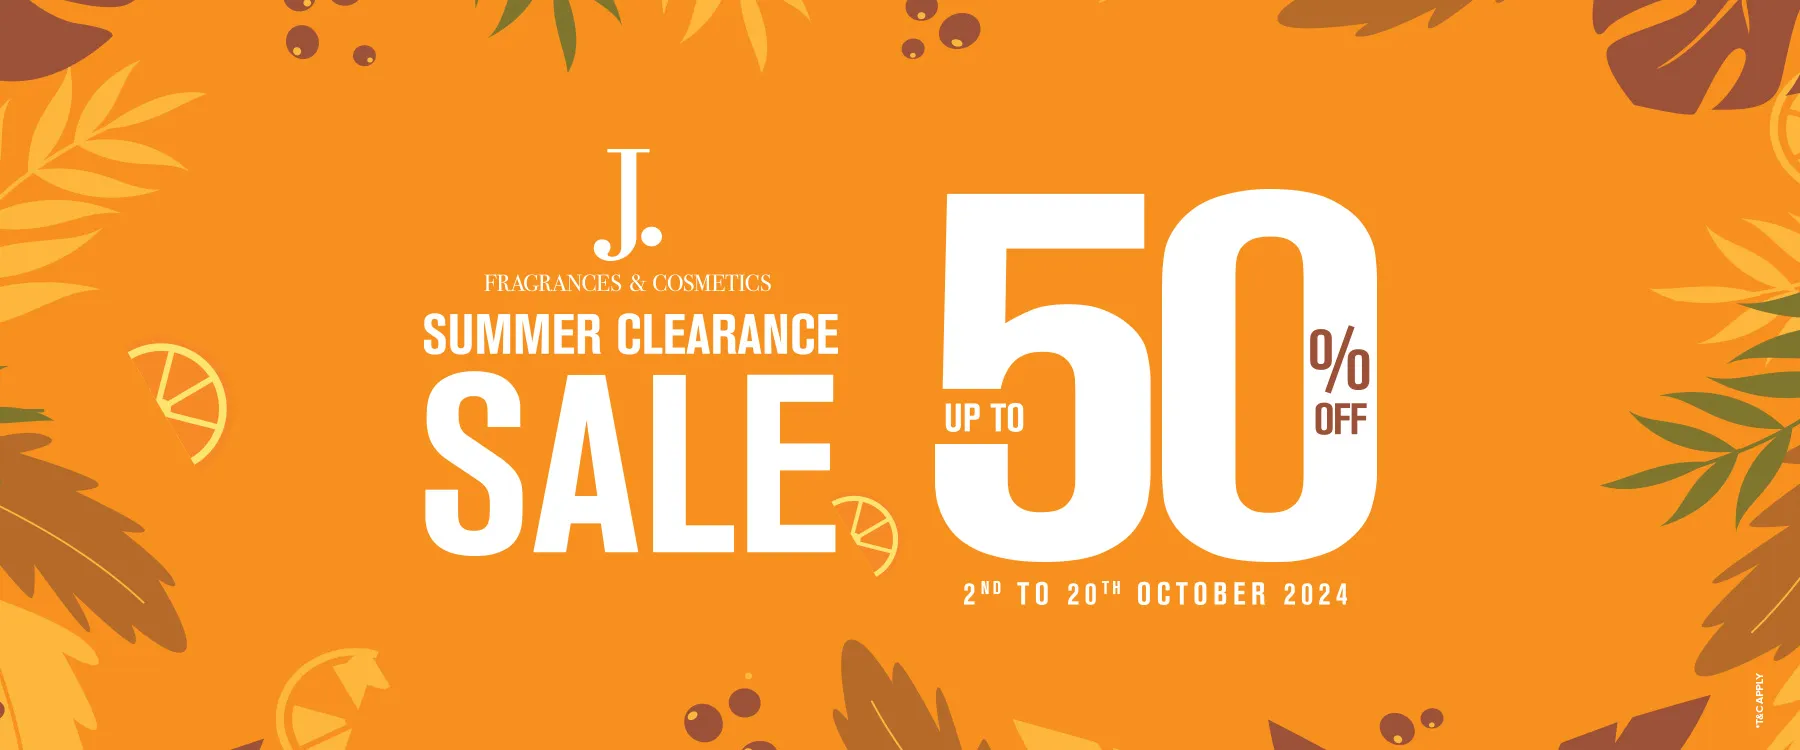 J.
FRAGRANCES & COSMETICS
SUMMER CLEARANCE
SALE
UP TO
50
%
OFF
2ND TO 20TH OCTOBER 2024
*T&C APPLY